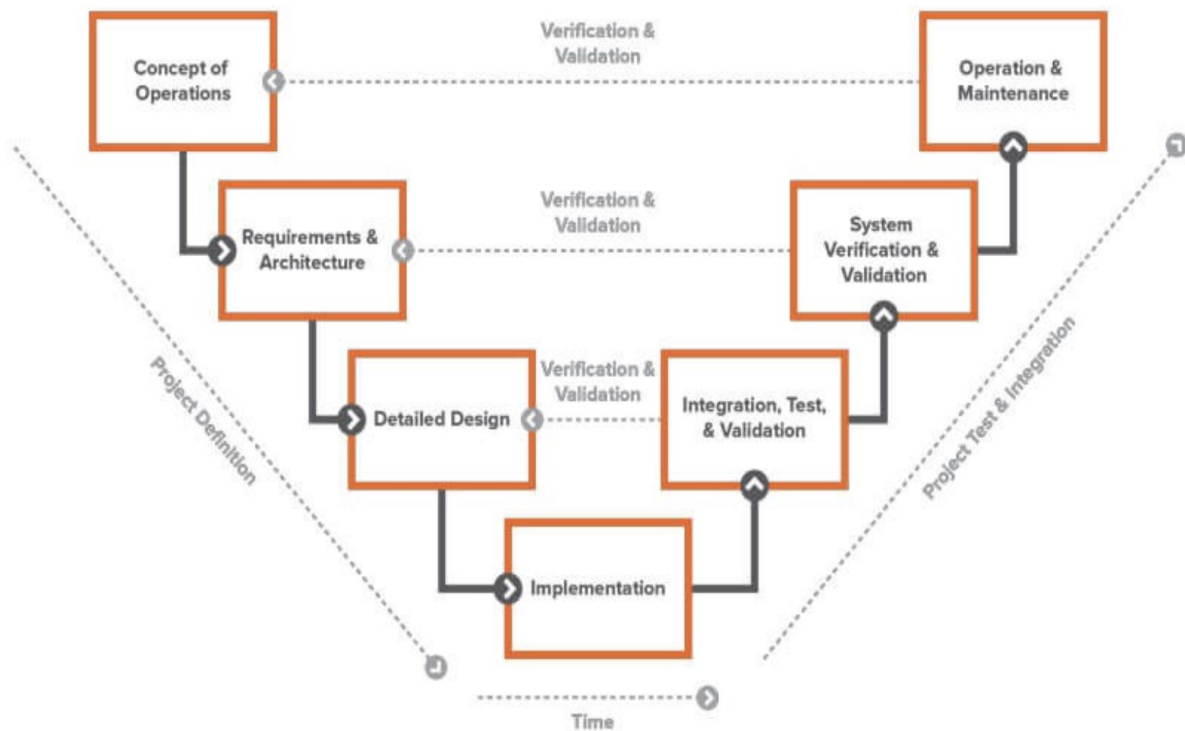 Verification &
Validation
Concept of
Operations
Operation &
Maintenance
Verification &
Validation
Requirements &
Architecture
System
Verification &
Validation
Project Definition
Verification &
Validation
Detailed Design
Integration, Test,
& Validation
Project Test & Integration
Implementation
Time